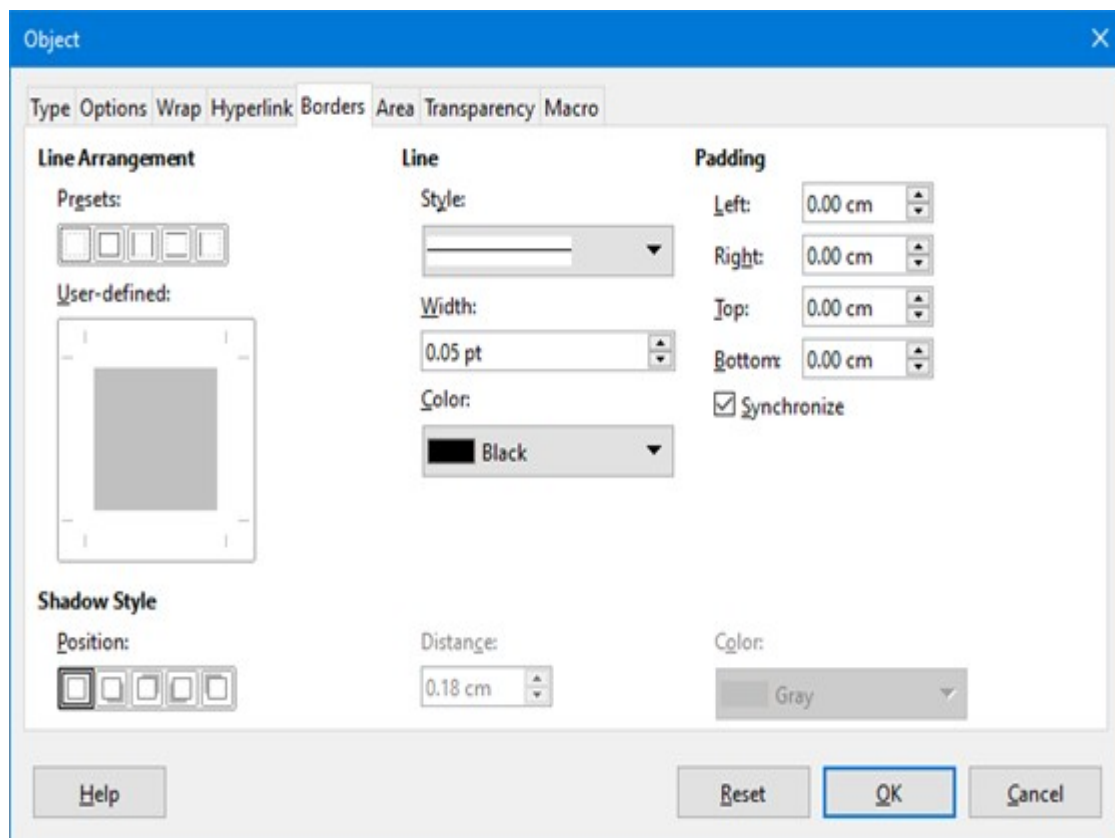 Object
Type Options Wrap Hyperlink Borders Area Transparency Macro
Line Arrangement
Presets:
User-defined:
Line
Style:
Width:
0.05 pt
Color:
Black
Padding
Left: 0.00 cm
Right: 0.00 cm
Top: 0.00 cm
Bottom: 0.00 cm
Synchronize
Shadow Style
Position:
Distance:
0.18 cm
Color:
Gray
Help Reset OK Cancel